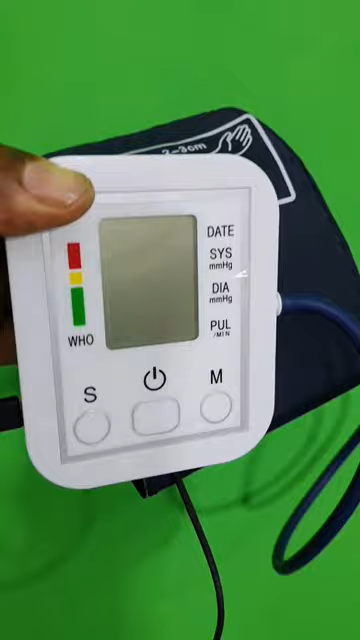 2-3cm
DATE
SYS
mmHg
DIA
mmHg
PUL
/MIN
WHO
S
M